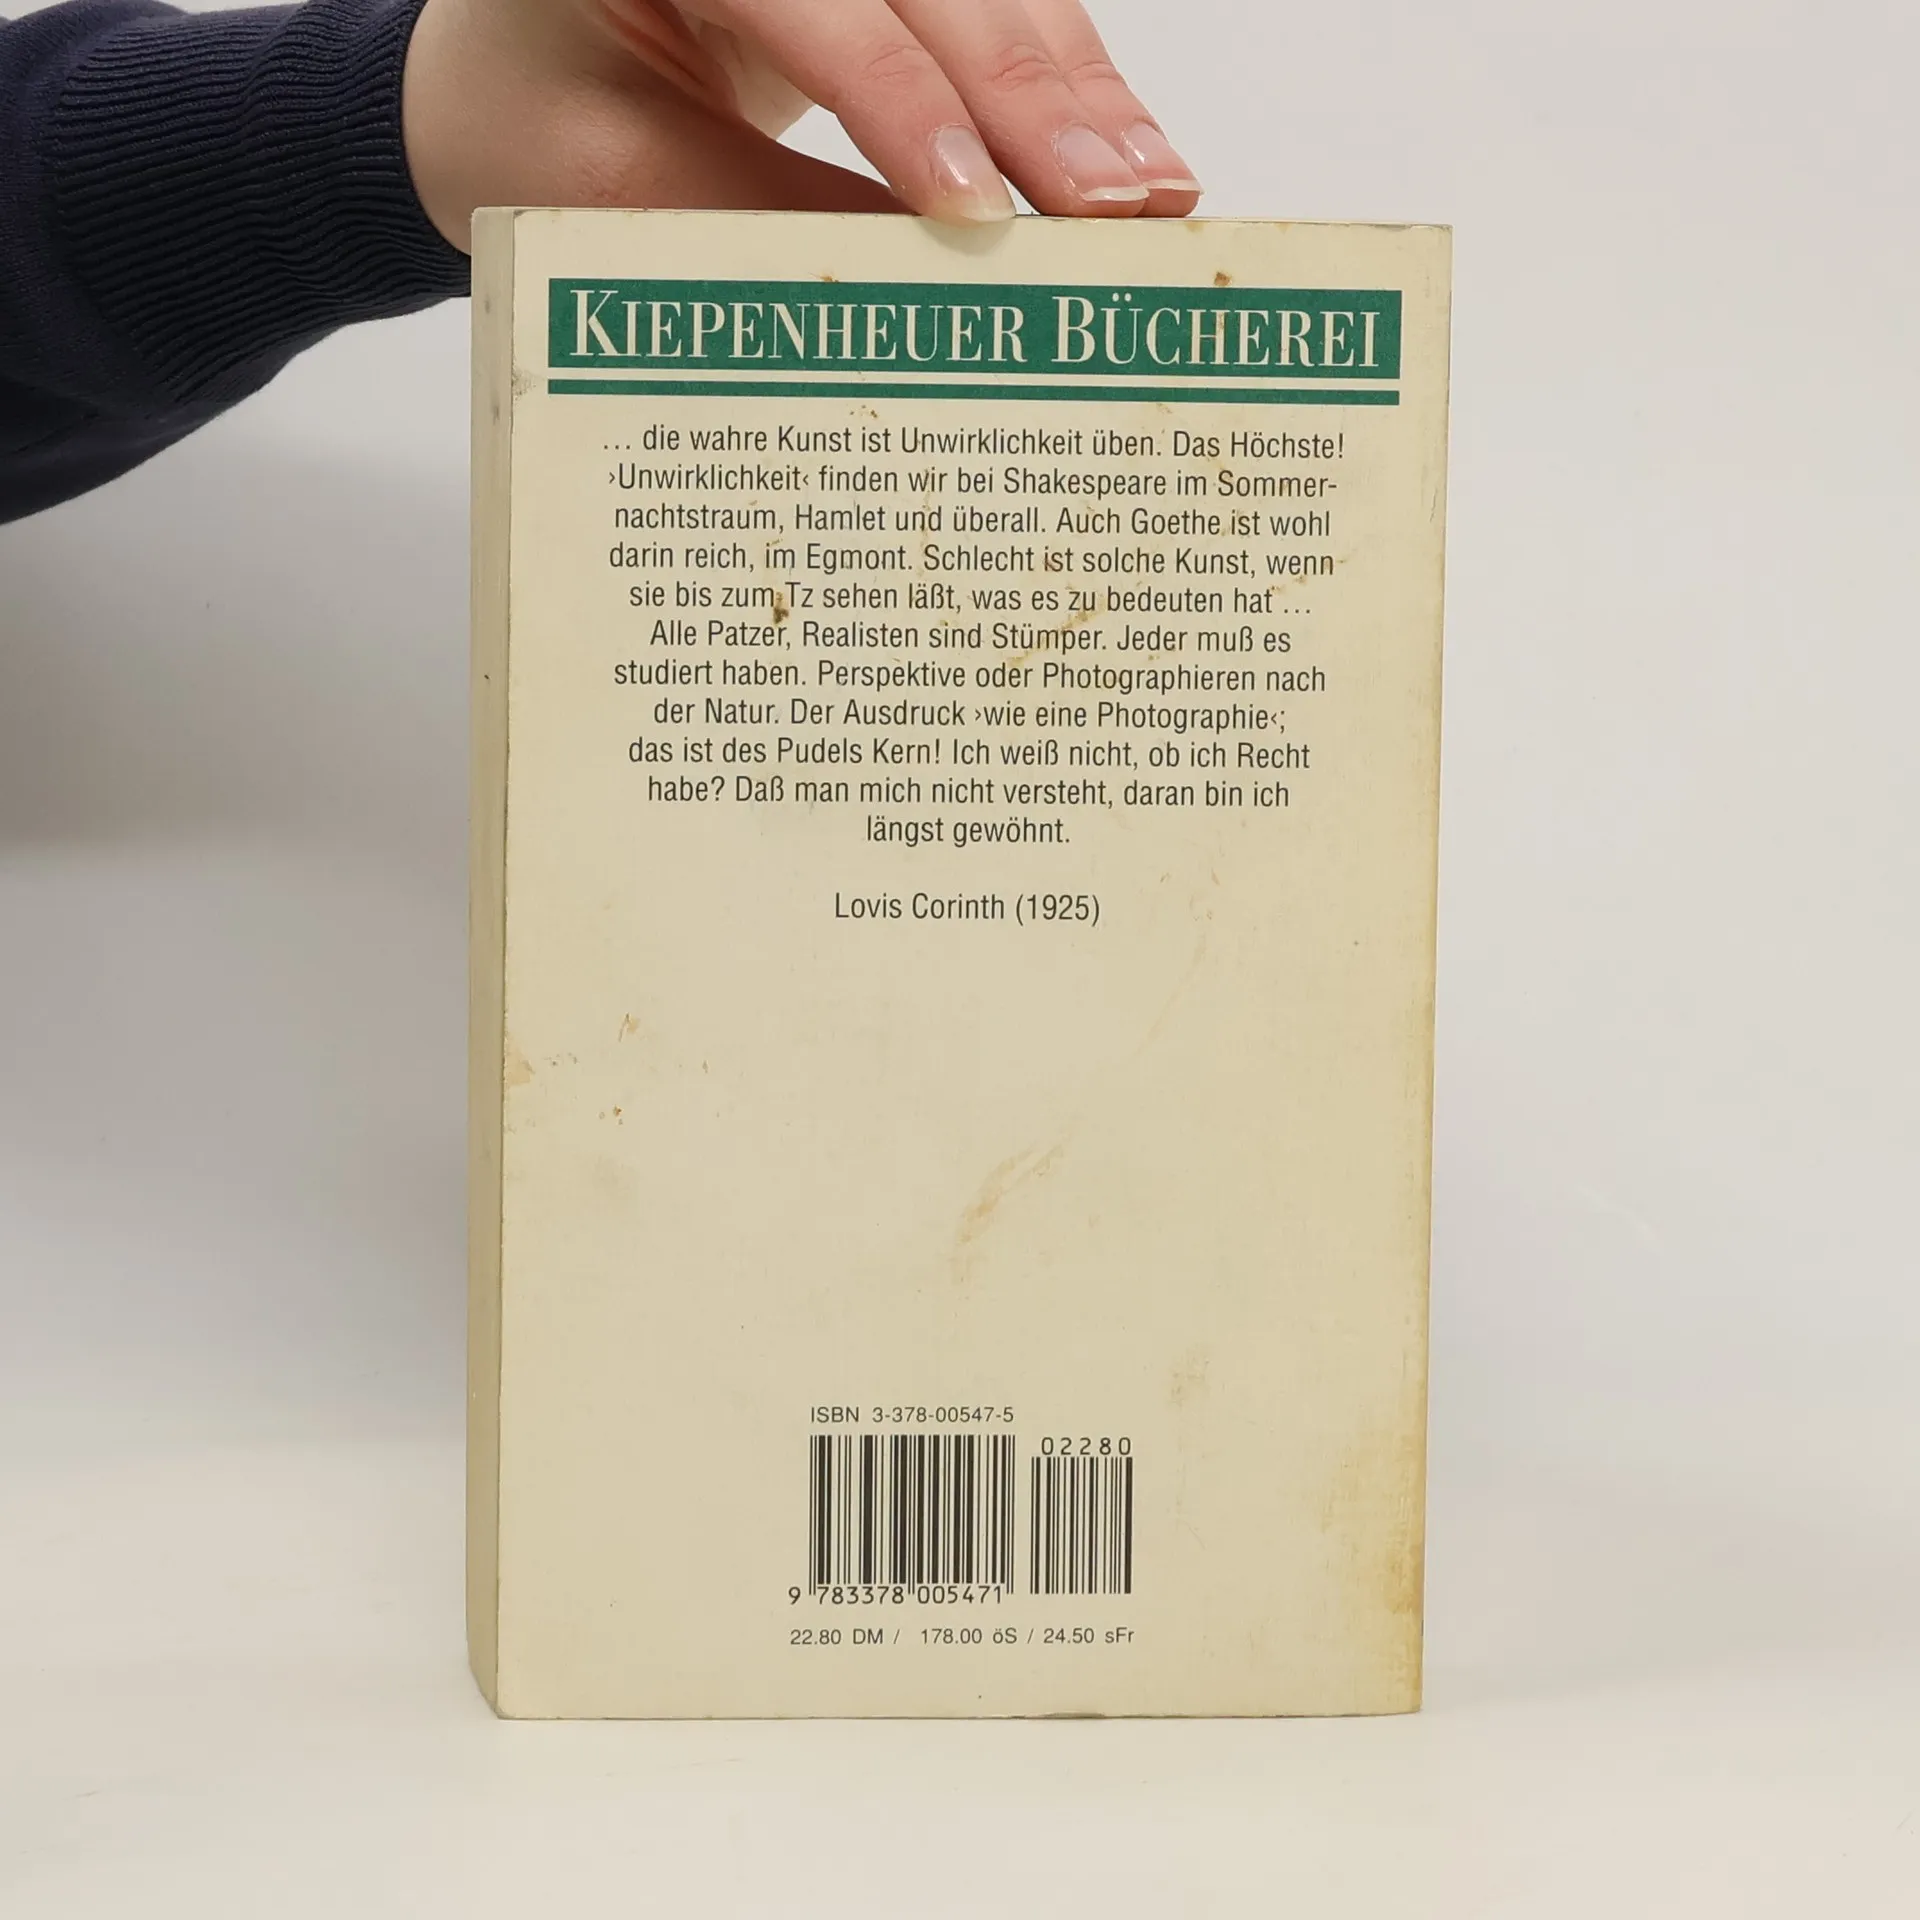 KIEPENHEUER BÜCHEREI
... die wahre Kunst ist Unwirklichkeit üben. Das Höchste!
›Unwirklichkeit‹ finden wir bei Shakespeare im Sommer-
nachtstraum, Hamlet und überall. Auch Goethe ist wohl
darin reich, im Egmont. Schlecht ist solche Kunst, wenn
sie bis zum Tz sehen läßt, was es zu bedeuten hat ...
Alle Patzer, Realisten sind Stümper. Jeder muß es
studiert haben. Perspektive oder Photographieren nach
der Natur. Der Ausdruck ›wie eine Photographie‹;
das ist des Pudels Kern! Ich weiß nicht, ob ich Recht
habe? Daß man mich nicht versteht, daran bin ich
längst gewöhnt.
Lovis Corinth (1925)
ISBN 3-378-00547-5
02280
9 783378 005471
22.80 DM / 178.00 öS / 24.50 sFr